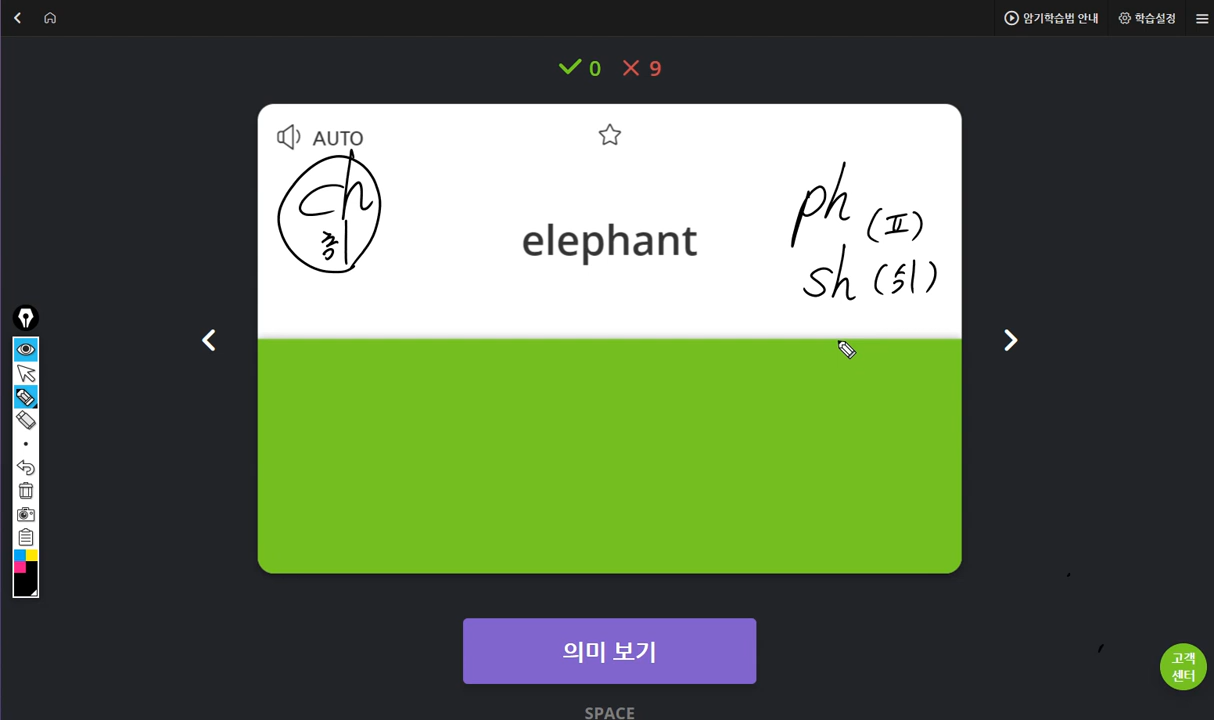 암기학습법 안내 학습설정
0 9
AUTO
ch
취
elephant
ph (ㅍ)
sh (쉬)
의미 보기
SPACE
고객
센터